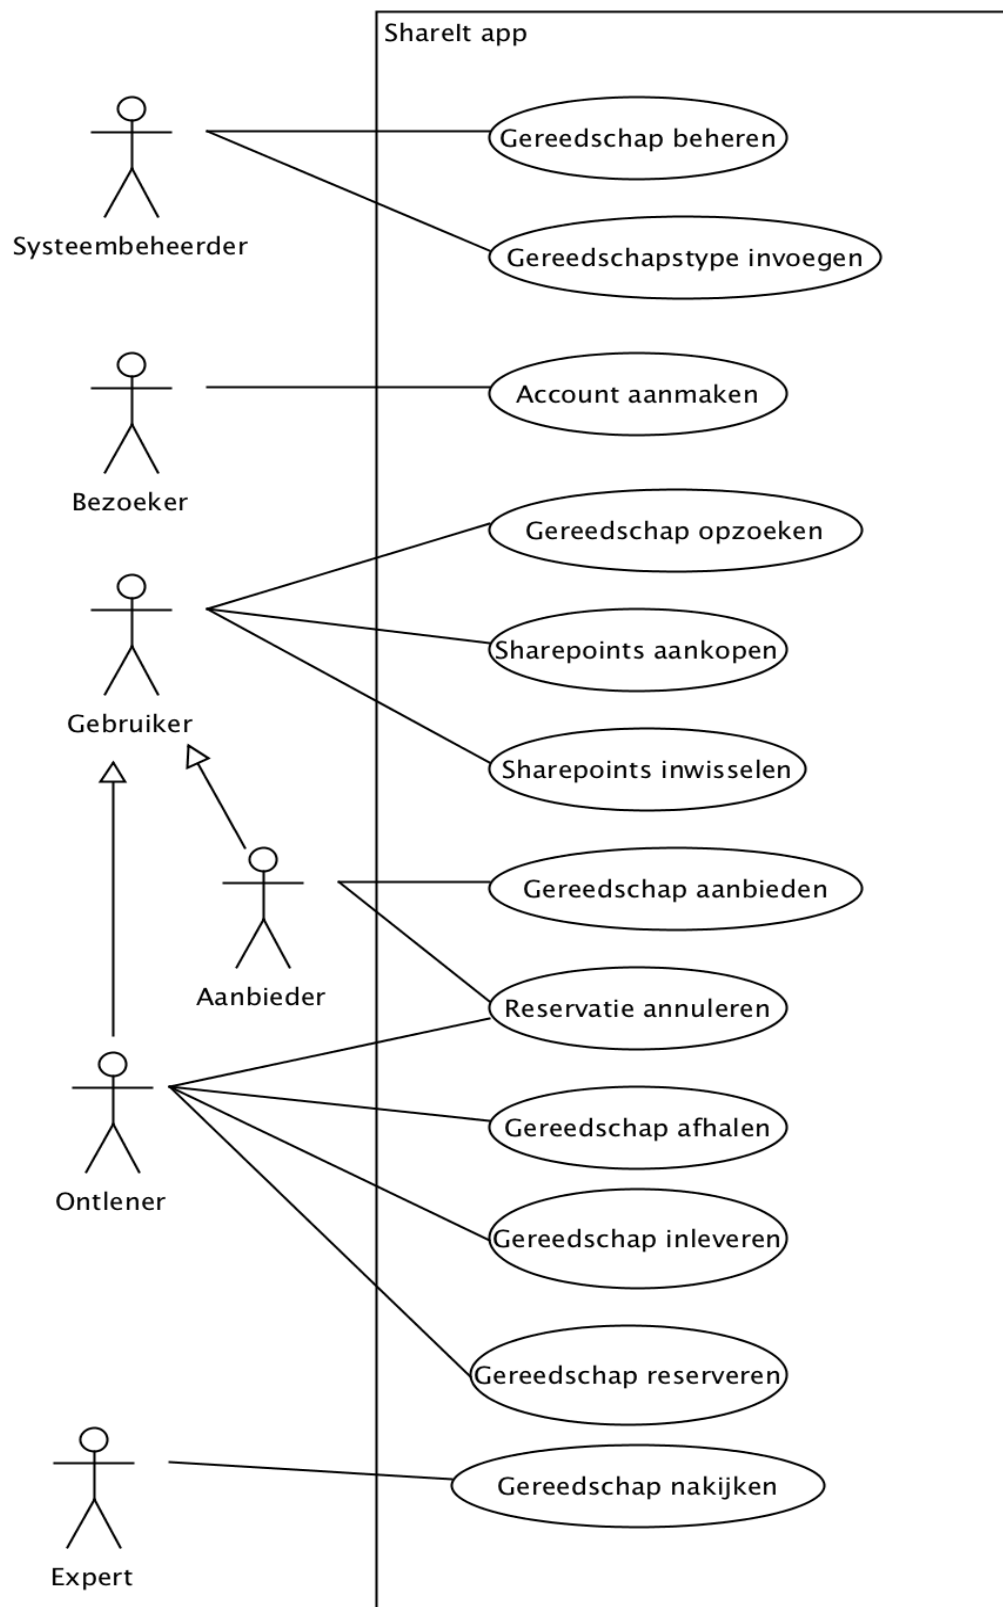 ShareIt app
Gereedschap beheren
Systeembeheerder
Gereedschapstype invoegen
Account aanmaken
Bezoeker
Gereedschap opzoeken
Sharepoints aankopen
Gebruiker
Sharepoints inwisselen
Gereedschap aanbieden
Aanbieder
Reservatie annuleren
Gereedschap afhalen
Ontlener
Gereedschap inleveren
Gereedschap reserveren
Gereedschap nakijken
Expert